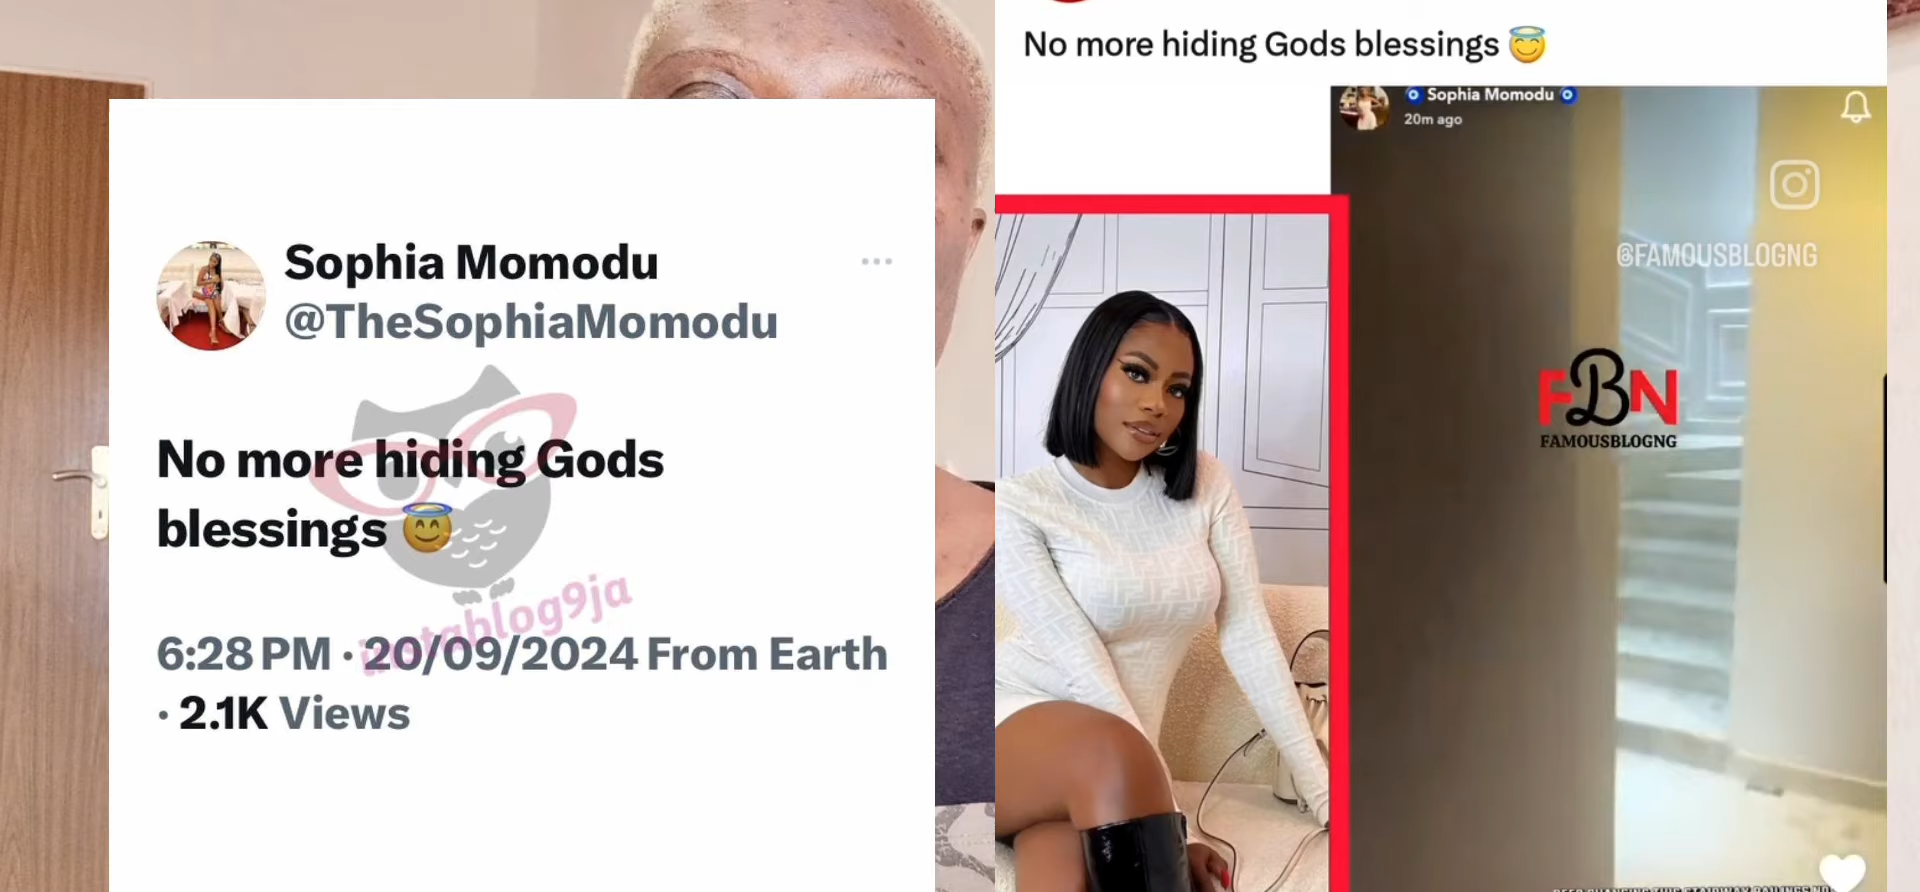 Sophia Momodu
@TheSophiaMomodu
No more hiding Gods
blessings 😇
instablog9ja
6:28 PM · 20/09/2024 From Earth
· 2.1K Views
No more hiding Gods blessings 😇
🧿 Sophia Momodu 🧿
20m ago
@FAMOUSBLOGNG
FBN
FAMOUSBLOGNG